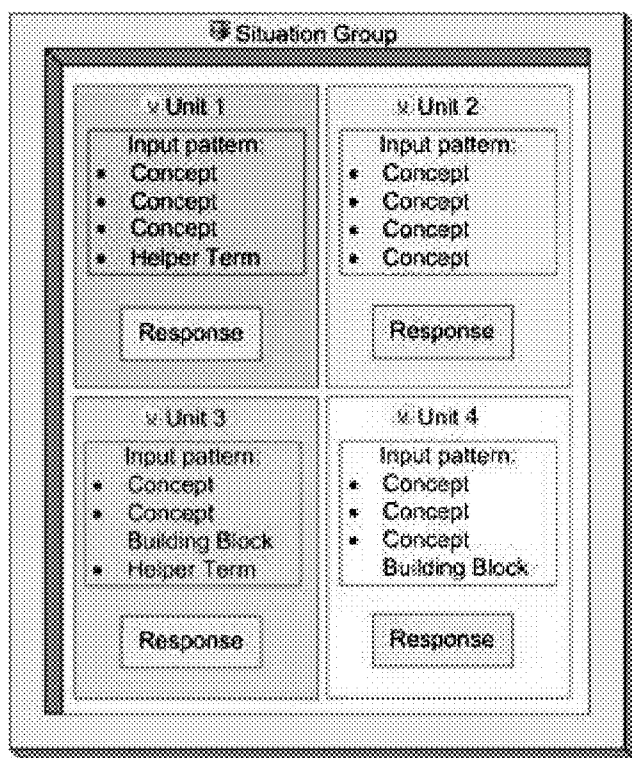 Situation Group
Unit 1
Input pattern:
• Concept
• Concept
• Concept
• Helper Term
Response
Unit 2
Input pattern:
• Concept
• Concept
• Concept
• Concept
Response
Unit 3
Input pattern:
• Concept
• Concept
Building Block
• Helper Term
Response
Unit 4
Input pattern:
• Concept
• Concept
• Concept
Building Block
Response